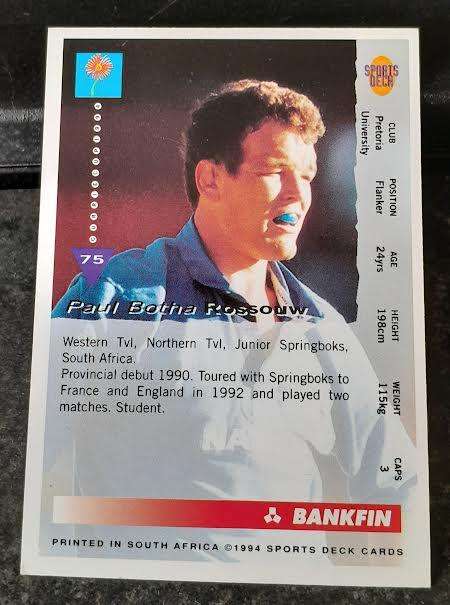 SPORTS
DECK
CLUB
Pretoria
University
POSITION
Flanker
AGE
24yrs
HEIGHT
198cm
WEIGHT
115kg
CAPS
3
75
Paul Botha Rossouw
Western Tvl, Northern Tvl, Junior Springboks,
South Africa.
Provincial debut 1990. Toured with Springboks to
France and England in 1992 and played two
matches. Student.
BANKFIN
PRINTED IN SOUTH AFRICA ©1994 SPORTS DECK CARDS